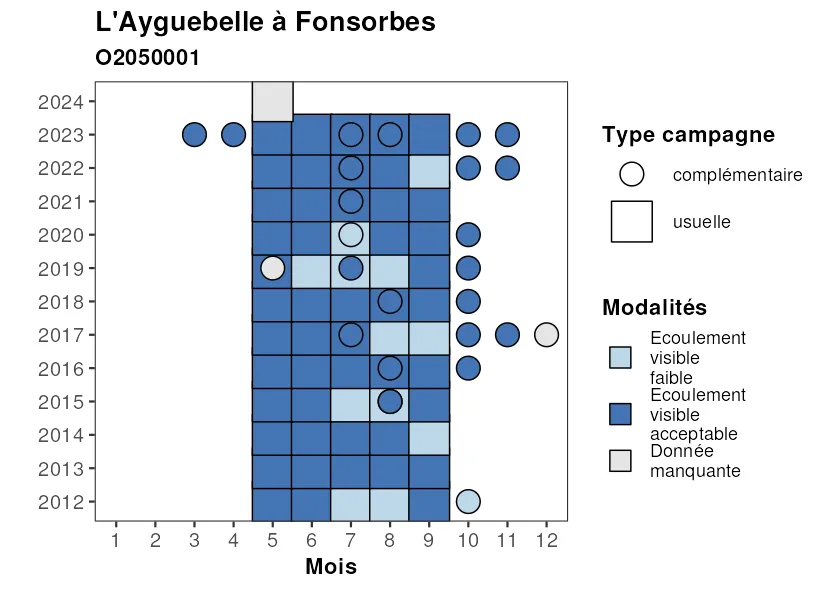 L'Ayguebelle à Fonsorbes
O2050001
2024
2023
2022
2021
2020
2019
2018
2017
2016
2015
2014
2013
2012
1 2 3 4 5 6 7 8 9 10 11 12
Mois
Type campagne
complémentaire
usuelle
Modalités
Ecoulement
visible
faible
Ecoulement
visible
acceptable
Donnée
manquante